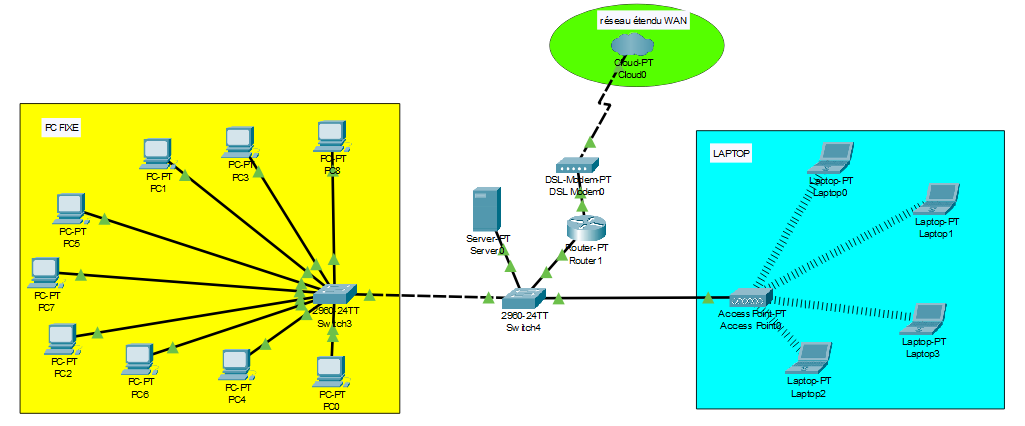 réseau étendu WAN
Cloud-PT
Cloud0
PC FIXE
PC-PT
PC1
PC-PT
PC3
PC-PT
PC8
PC-PT
PC5
PC-PT
PC7
PC-PT
PC2
PC-PT
PC6
PC-PT
PC4
PC-PT
PC0
2960-24TT
Switch3
DSL-Modem-PT
DSL Modem0
Server-PT
Server0
Router-PT
Router1
2960-24TT
Switch4
LAPTOP
Laptop-PT
Laptop0
Laptop-PT
Laptop1
Access Point-PT
Access Point0
Laptop-PT
Laptop3
Laptop-PT
Laptop2